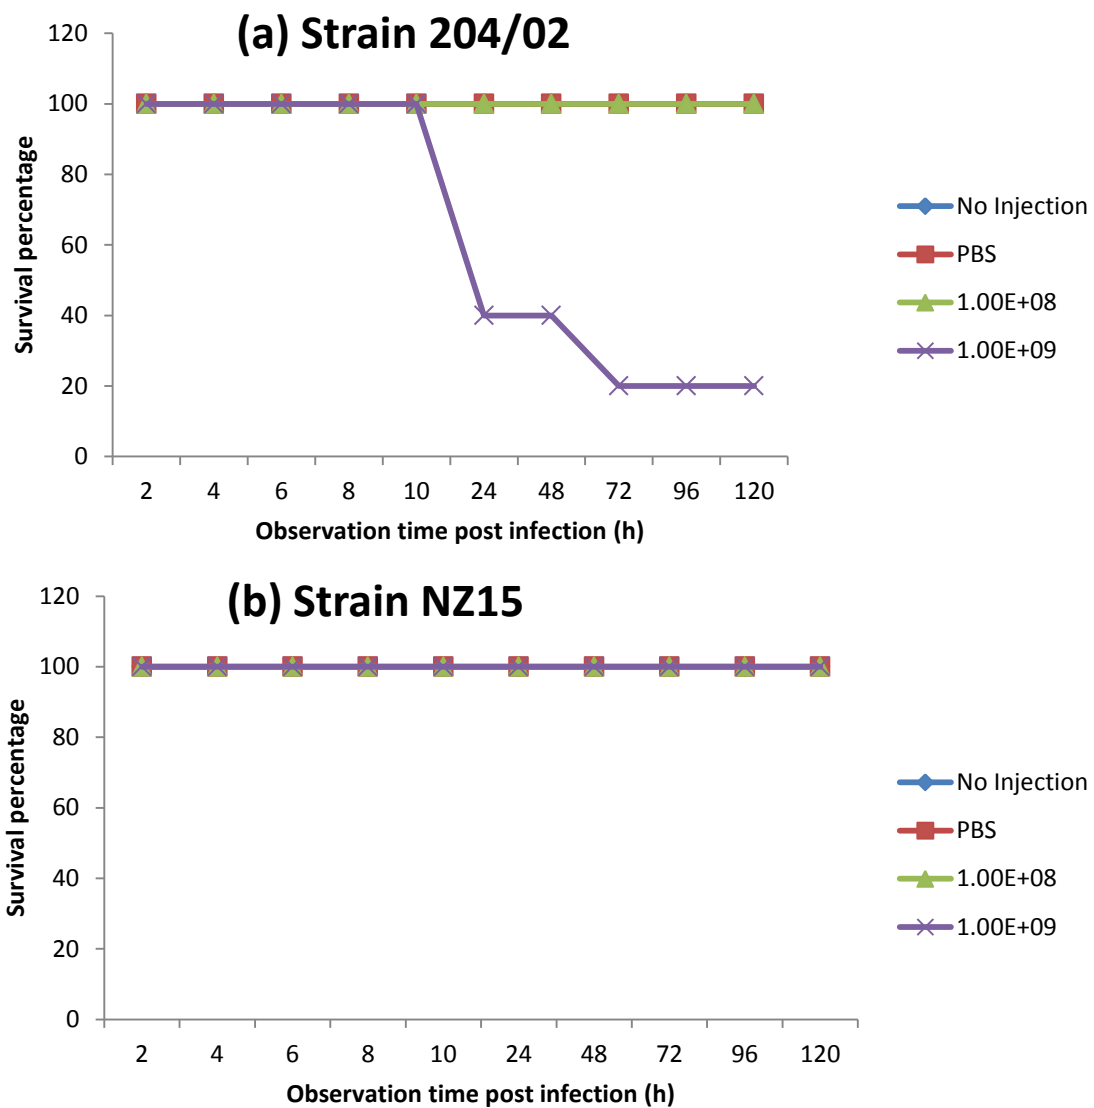 (a) Strain 204/02
120
100
80
60
40
20
0
Survival percentage
2 4 6 8 10 24 48 72 96 120
Observation time post infection (h)
No Injection
PBS
1.00E+08
1.00E+09
(b) Strain NZ15
120
100
80
60
40
20
0
Survival percentage
2 4 6 8 10 24 48 72 96 120
Observation time post infection (h)
No Injection
PBS
1.00E+08
1.00E+09